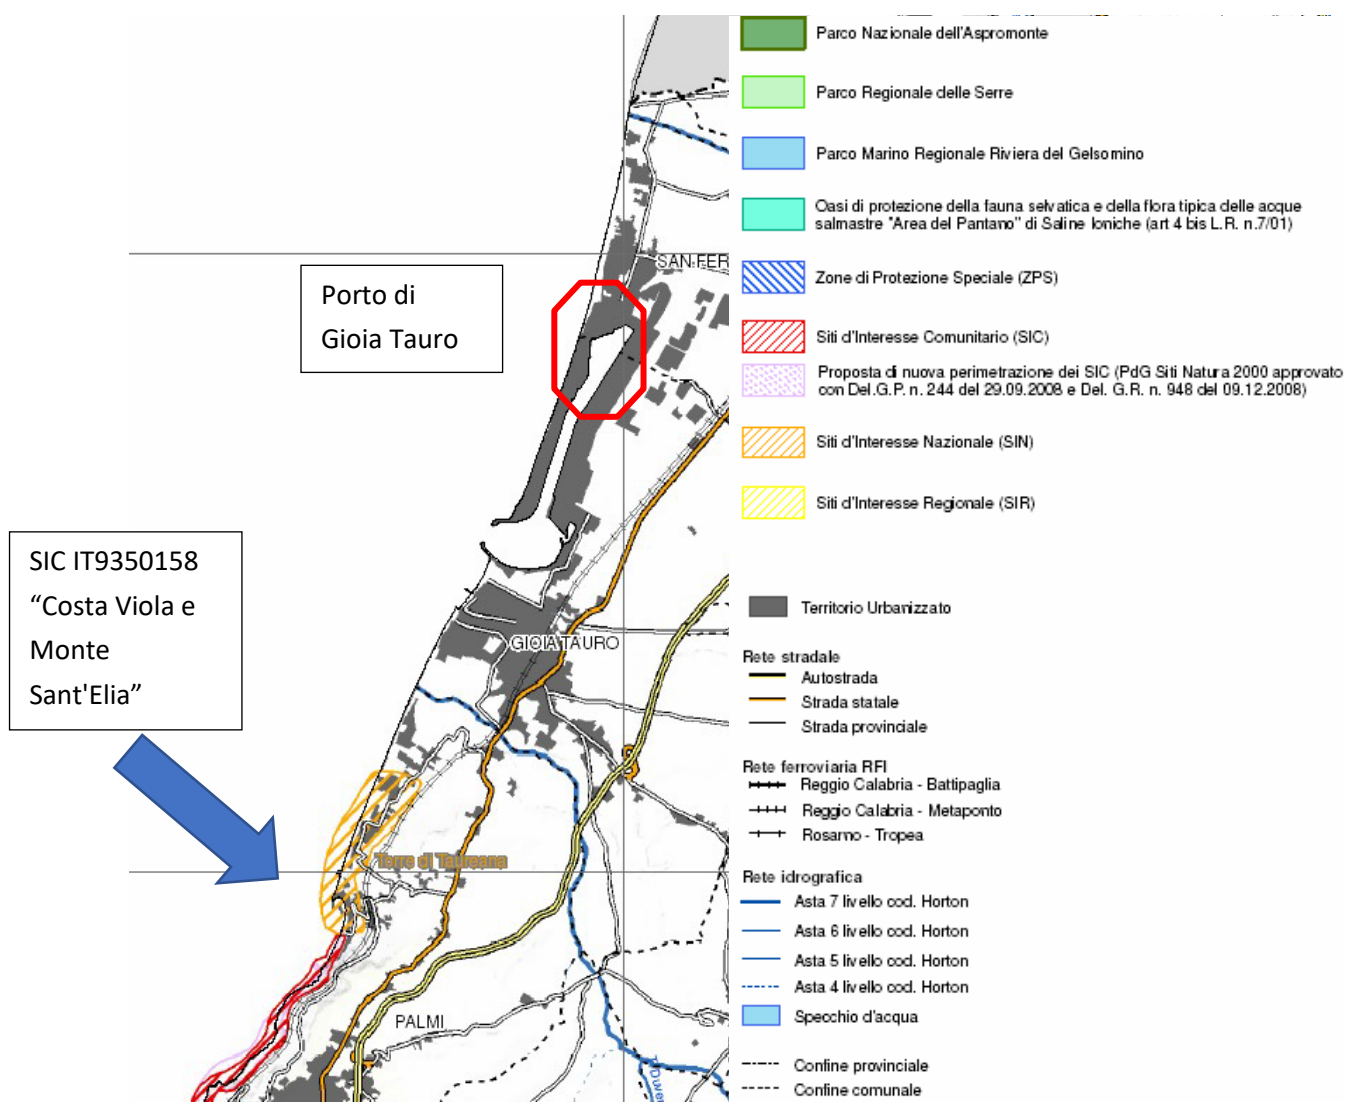 Parco Nazionale dell'Aspromonte
Parco Regionale delle Serre
Parco Marino Regionale Riviera del Gelsomino
Oasi di protezione della fauna selvatica e della flora tipica delle acque
salmastre "Area del Pantano" di Saline Ioniche (art 4 bis L.R. n.7/01)
Zone di Protezione Speciale (ZPS)
Siti d'Interesse Comunitario (SIC)
Proposta di nuova perimetrazione dei SIC (PdG Siti Natura 2000 approvato
con Del.G.P. n. 244 del 29.09.2008 e Del. G.R. n. 948 del 09.12.2008)
Siti d'Interesse Nazionale (SIN)
Siti d'Interesse Regionale (SIR)
Territorio Urbanizzato
Rete stradale
Autostrada
Strada statale
Strada provinciale
Rete ferroviaria RFI
Reggio Calabria - Battipaglia
Reggio Calabria - Metaponto
Rosarno - Tropea
Rete idrografica
Asta 7 livello cod. Horton
Asta 6 livello cod. Horton
Asta 5 livello cod. Horton
Asta 4 livello cod. Horton
Specchio d'acqua
Confine provinciale
Confine comunale
SAN FER
Porto di
Gioia Tauro
SIC IT9350158
“Costa Viola e
Monte
Sant'Elia”
GIOIA TAURO
Torre di Taureana
PALMI